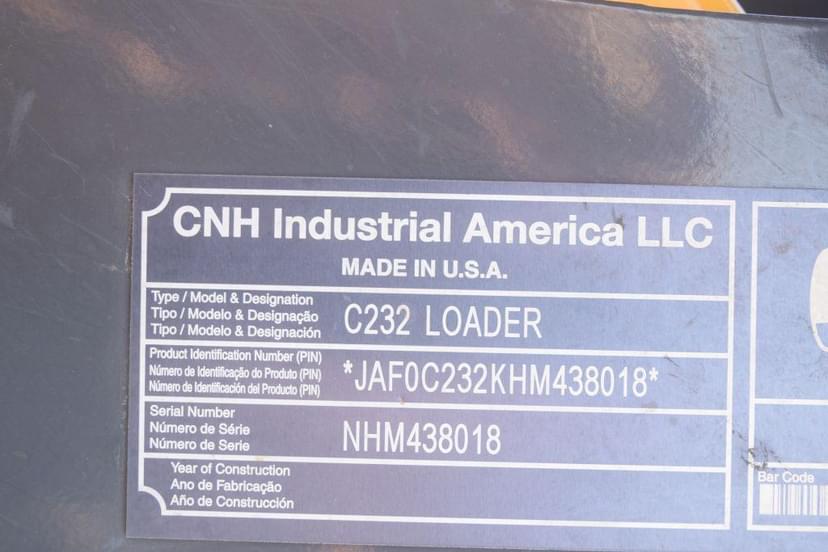 CNH Industrial America LLC
MADE IN U.S.A.
Type / Model & Designation
Tipo / Modelo & Designação
Tipo / Modelo & Designación
C232 LOADER
Product Identification Number (PIN)
Número de Identificação do Produto (PIN)
Número de Identificación del Producto (PIN)
*JAF0C232KHM438018*
Serial Number
Número de Série
Número de Serie
NHM438018
Year of Construction
Ano de Fabricação
Año de Construcción
Bar Code